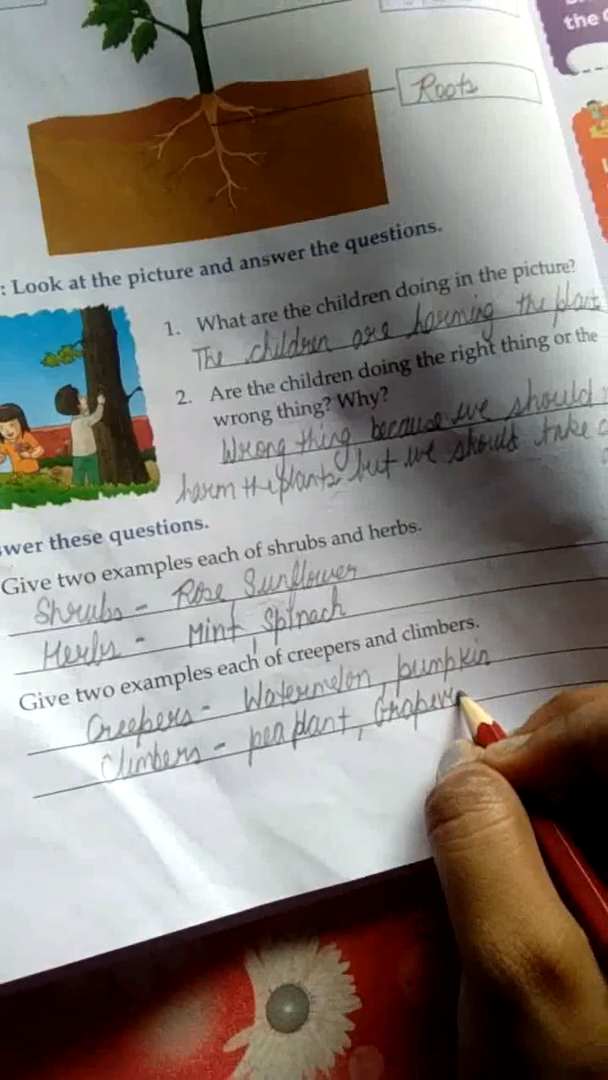 the
Roots
: Look at the picture and answer the questions.
1. What are the children doing in the picture?
The children are harming the plant
2. Are the children doing the right thing or the
wrong thing? Why?
Wrong thing because we should
harm the plants but we should take
wer these questions.
Give two examples each of shrubs and herbs.
Shrubs - Rose Sunflower
Herbs - Mint, Spinach
Give two examples each of creepers and climbers.
Creepers - Watermelon, pumpkin
Climbers - pea plant, Grapev